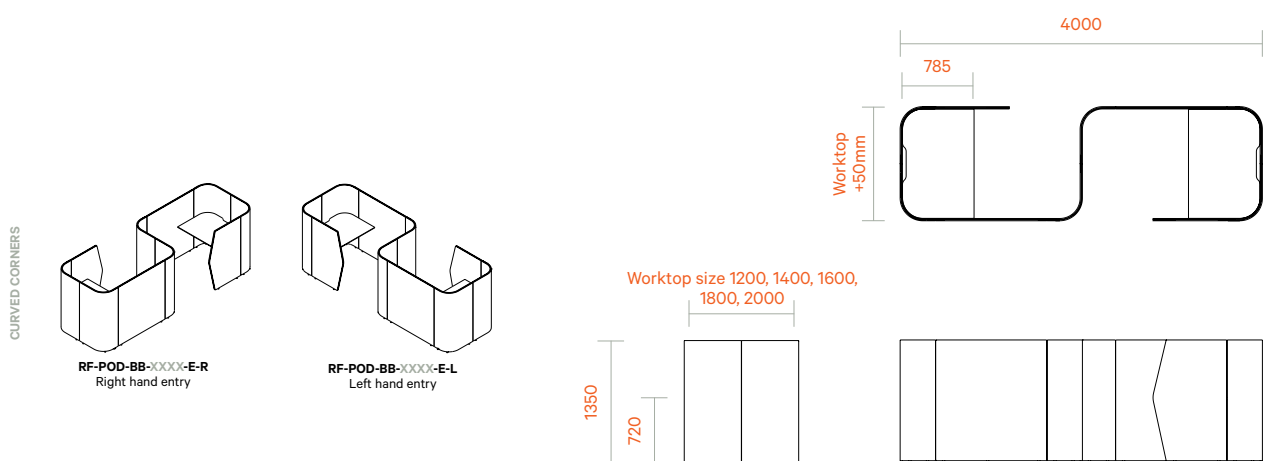 CURVED CORNERS
RF-POD-BB-XXXX-E-R
Right hand entry
RF-POD-BB-XXXX-E-L
Left hand entry
4000
785
Worktop
+50mm
Worktop size 1200, 1400, 1600,
1800, 2000
1350
720